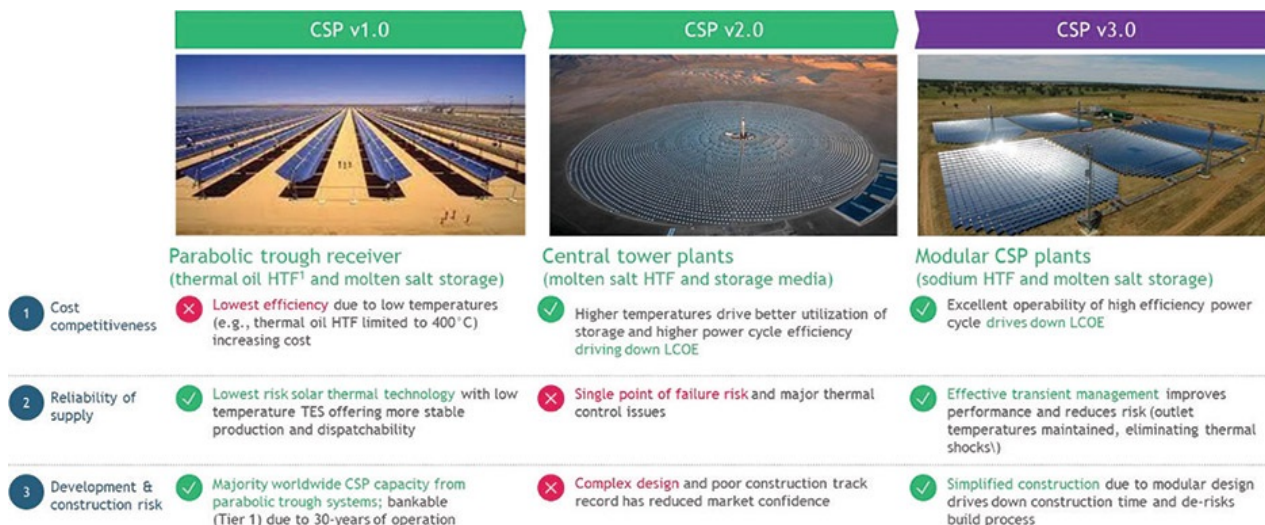 CSP v1.0
CSP v2.0
CSP v3.0
Parabolic trough receiver
(thermal oil HTF¹ and molten salt storage)
Central tower plants
(molten salt HTF and storage media)
Modular CSP plants
(sodium HTF and molten salt storage)
1
Cost
competitiveness
Lowest efficiency due to low temperatures
(e.g., thermal oil HTF limited to 400°C)
increasing cost
Higher temperatures drive better utilization of
storage and higher power cycle efficiency
driving down LCOE
Excellent operability of high efficiency power
cycle drives down LCOE
2
Reliability of
supply
Lowest risk solar thermal technology with low
temperature TES offering more stable
production and dispatchability
Single point of failure risk and major thermal
control issues
Effective transient management improves
performance and reduces risk (outlet
temperatures maintained, eliminating thermal
shocks\)
3
Development &
construction risk
Majority worldwide CSP capacity from
parabolic trough systems; bankable
(Tier 1) due to 30-years of operation
Complex design and poor construction track
record has reduced market confidence
Simplified construction due to modular design
drives down construction time and de-risks
build process